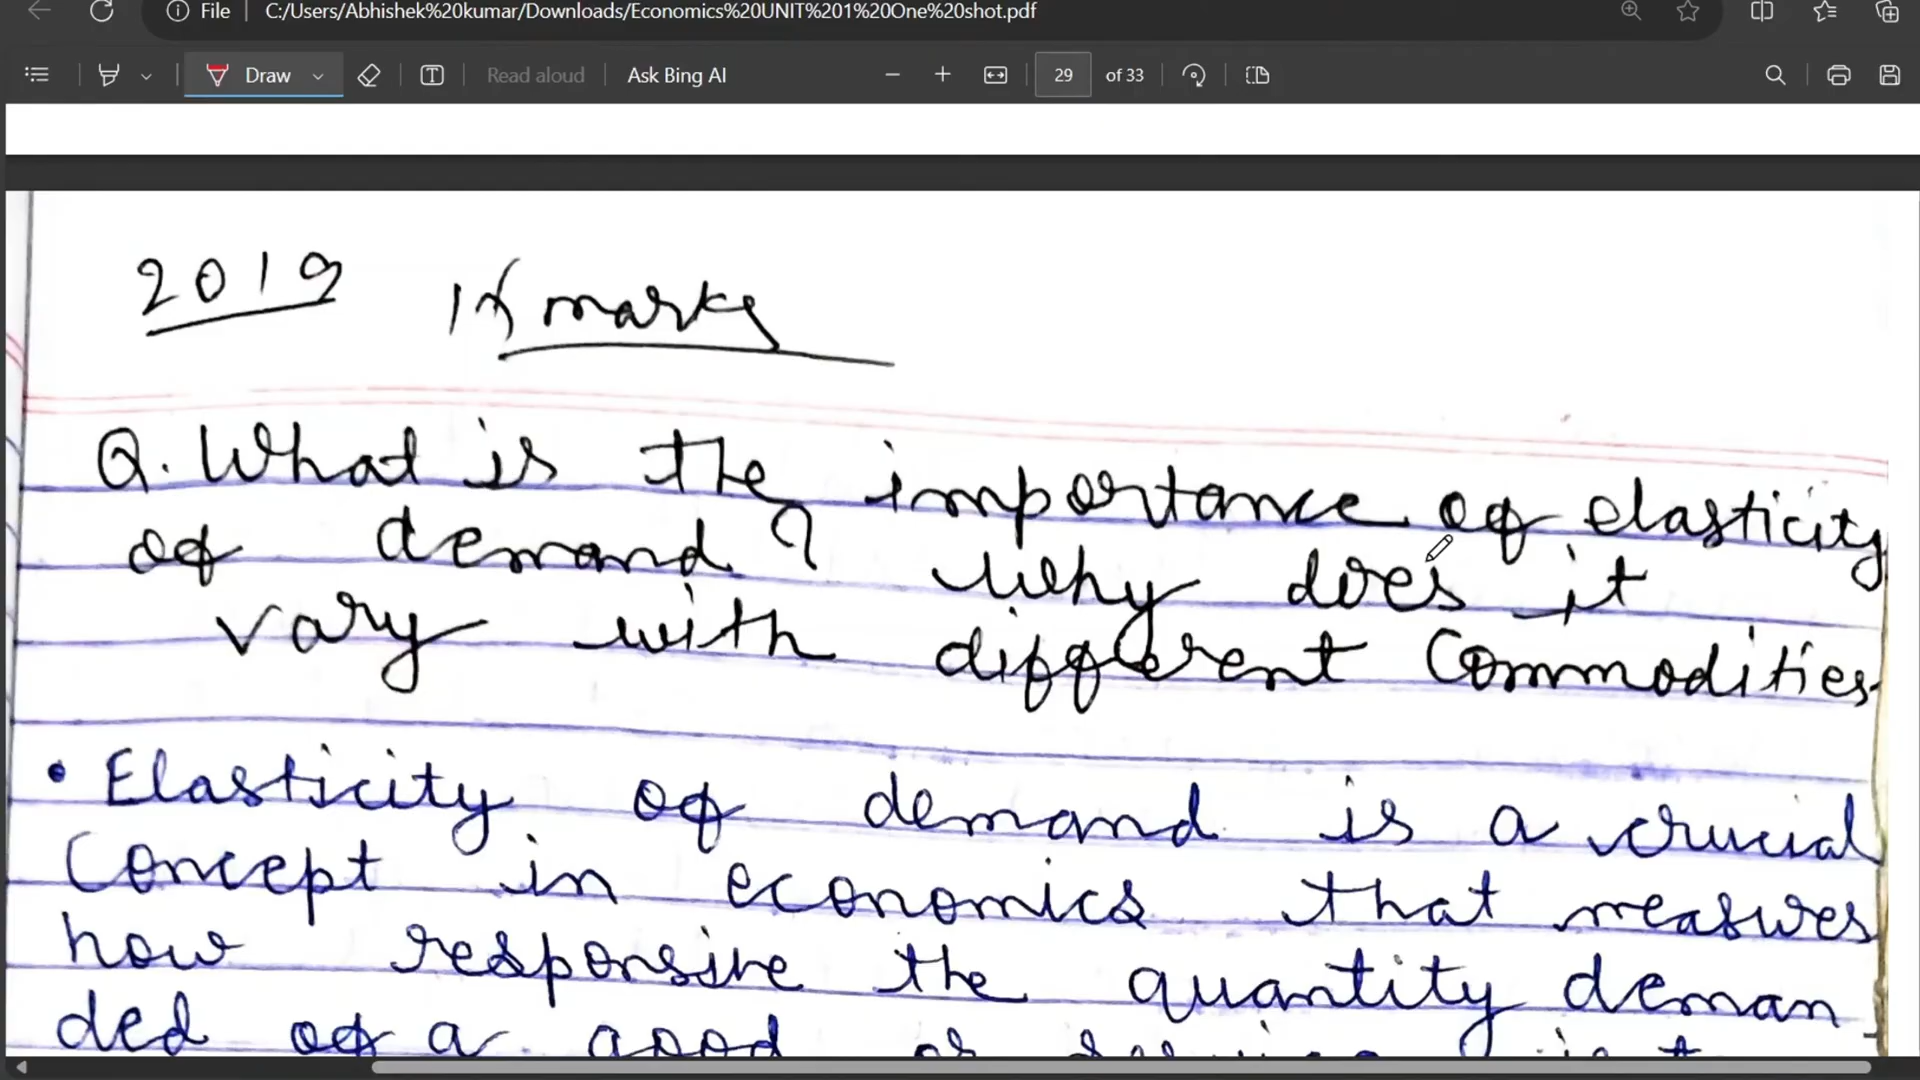 File C:/Users/Abhishek%20kumar/Downloads/Economics%20UNIT%201%20One%20shot.pdf
Draw Read aloud Ask Bing AI 29 of 33
2019 marks
Q. What is the importance of elasticity
of demand? Why does it
vary with different Commodities
• Elasticity of demand is a crucial
Concept in economics that measures
how responsive the quantity deman
ded of a good or